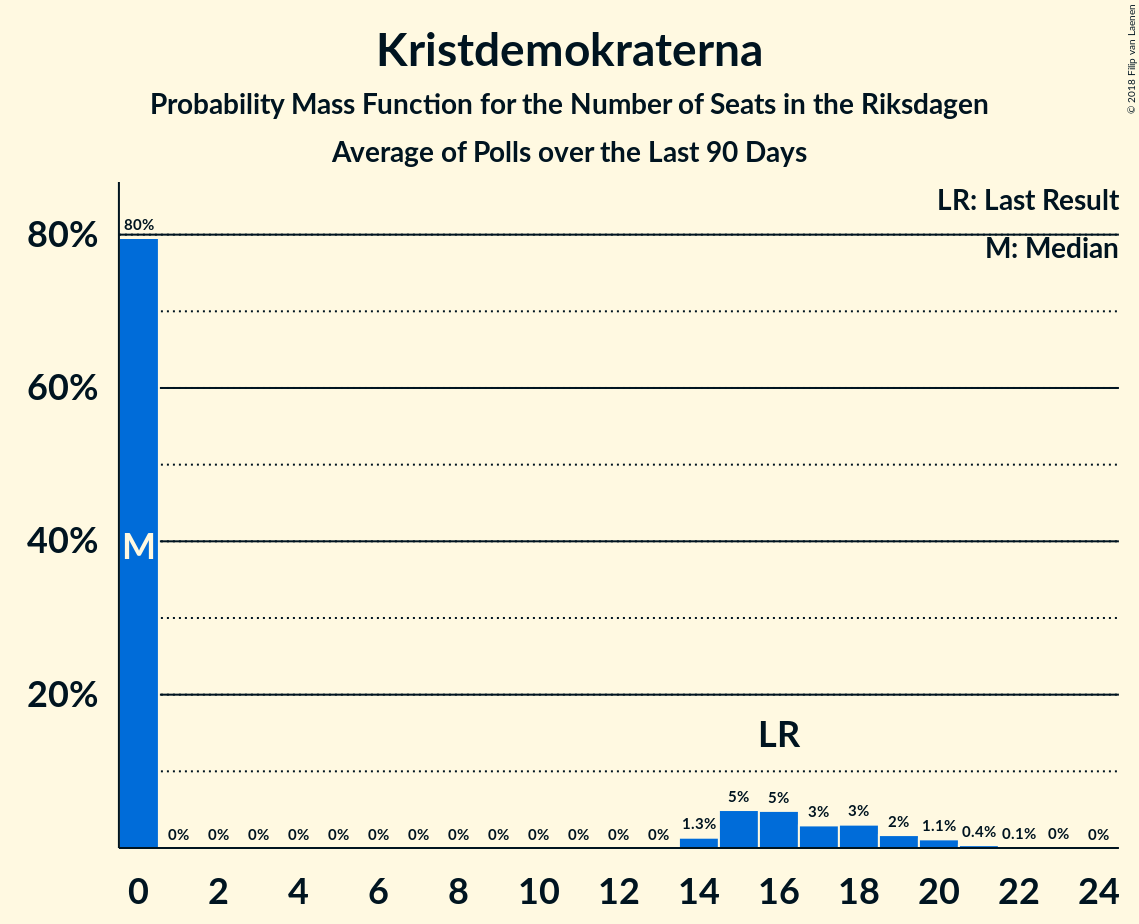 Kristdemokraterna
Probability Mass Function for the Number of Seats in the Riksdagen
Average of Polls over the Last 90 Days
© 2018 Filip van Laenen
LR: Last Result
M: Median
80%
60%
40%
20%
80%
M
0% 0% 0% 0% 0% 0% 0% 0% 0% 0% 0% 0% 0% 1.3% 5% 5% 3% 3% 2% 1.1% 0.4% 0.1% 0% 0%
LR
0 2 4 6 8 10 12 14 16 18 20 22 24